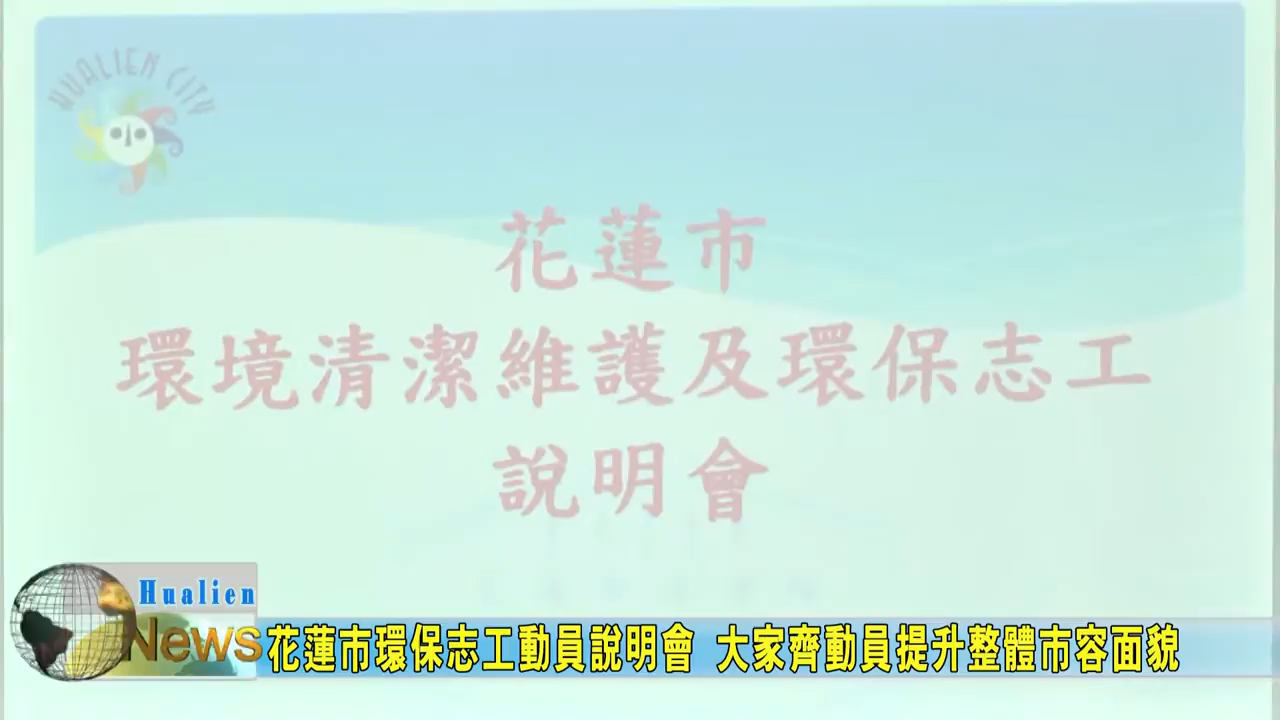 HUALIEN CITY
花蓮市
環境清潔維護及環保志工
說明會
Hualien
News
花蓮市環保志工動員說明會 大家齊動員提升整體市容面貌